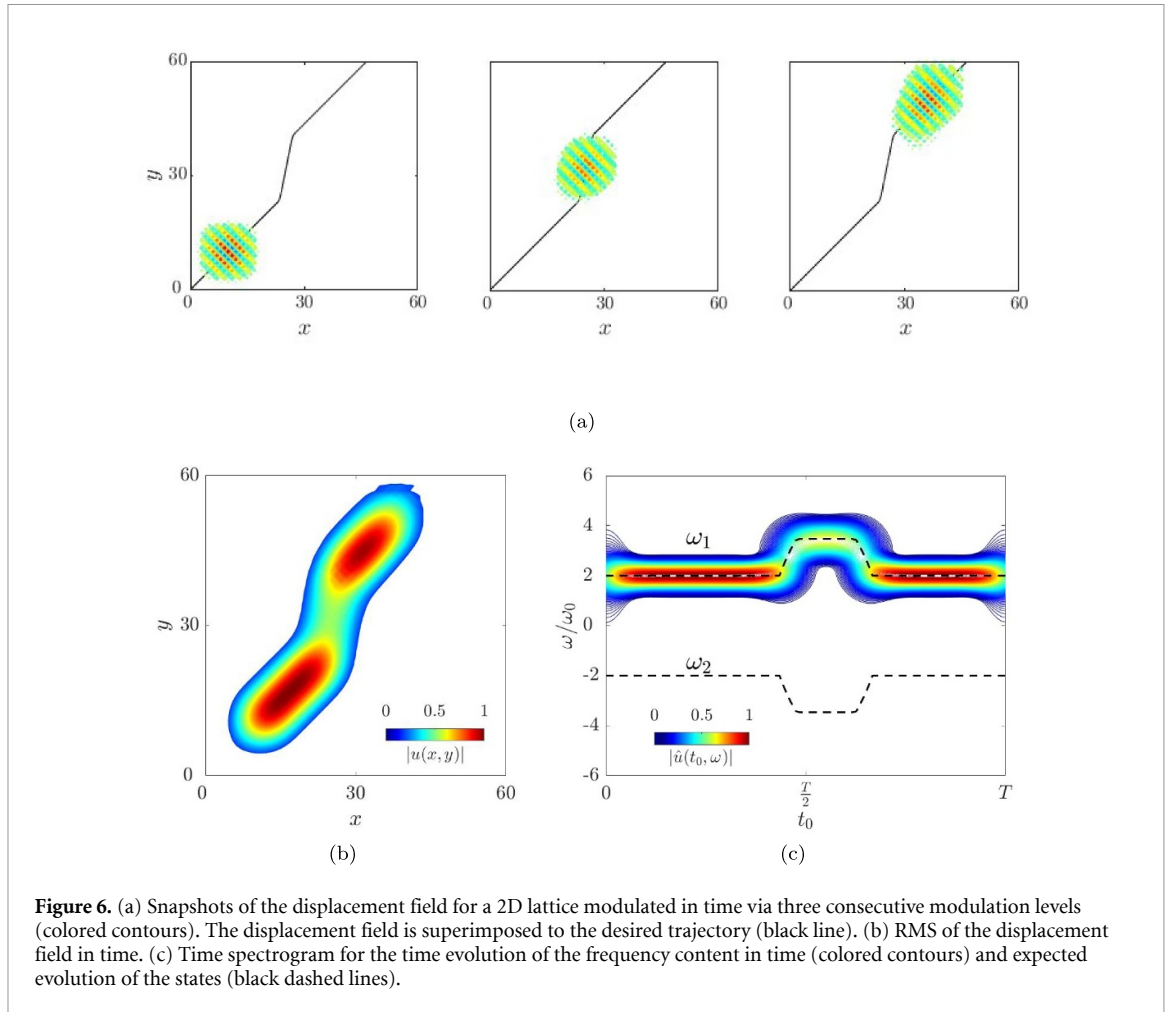 60
30
0
y
0
30
60
x
0
30
60
x
0
30
60
x
(a)
60
30
0
y
0
30
60
x
0
0.5
1
|u(x, y)|
(b)
6
4
2
0
-2
-4
-6
ω/ω₀
ω₁
ω₂
0
0.5
1
|û(t₀, ω)|
0
T/2
T
t₀
(c)
Figure 6. (a) Snapshots of the displacement field for a 2D lattice modulated in time via three consecutive modulation levels
(colored contours). The displacement field is superimposed to the desired trajectory (black line). (b) RMS of the displacement
field in time. (c) Time spectrogram for the time evolution of the frequency content in time (colored contours) and expected
evolution of the states (black dashed lines).